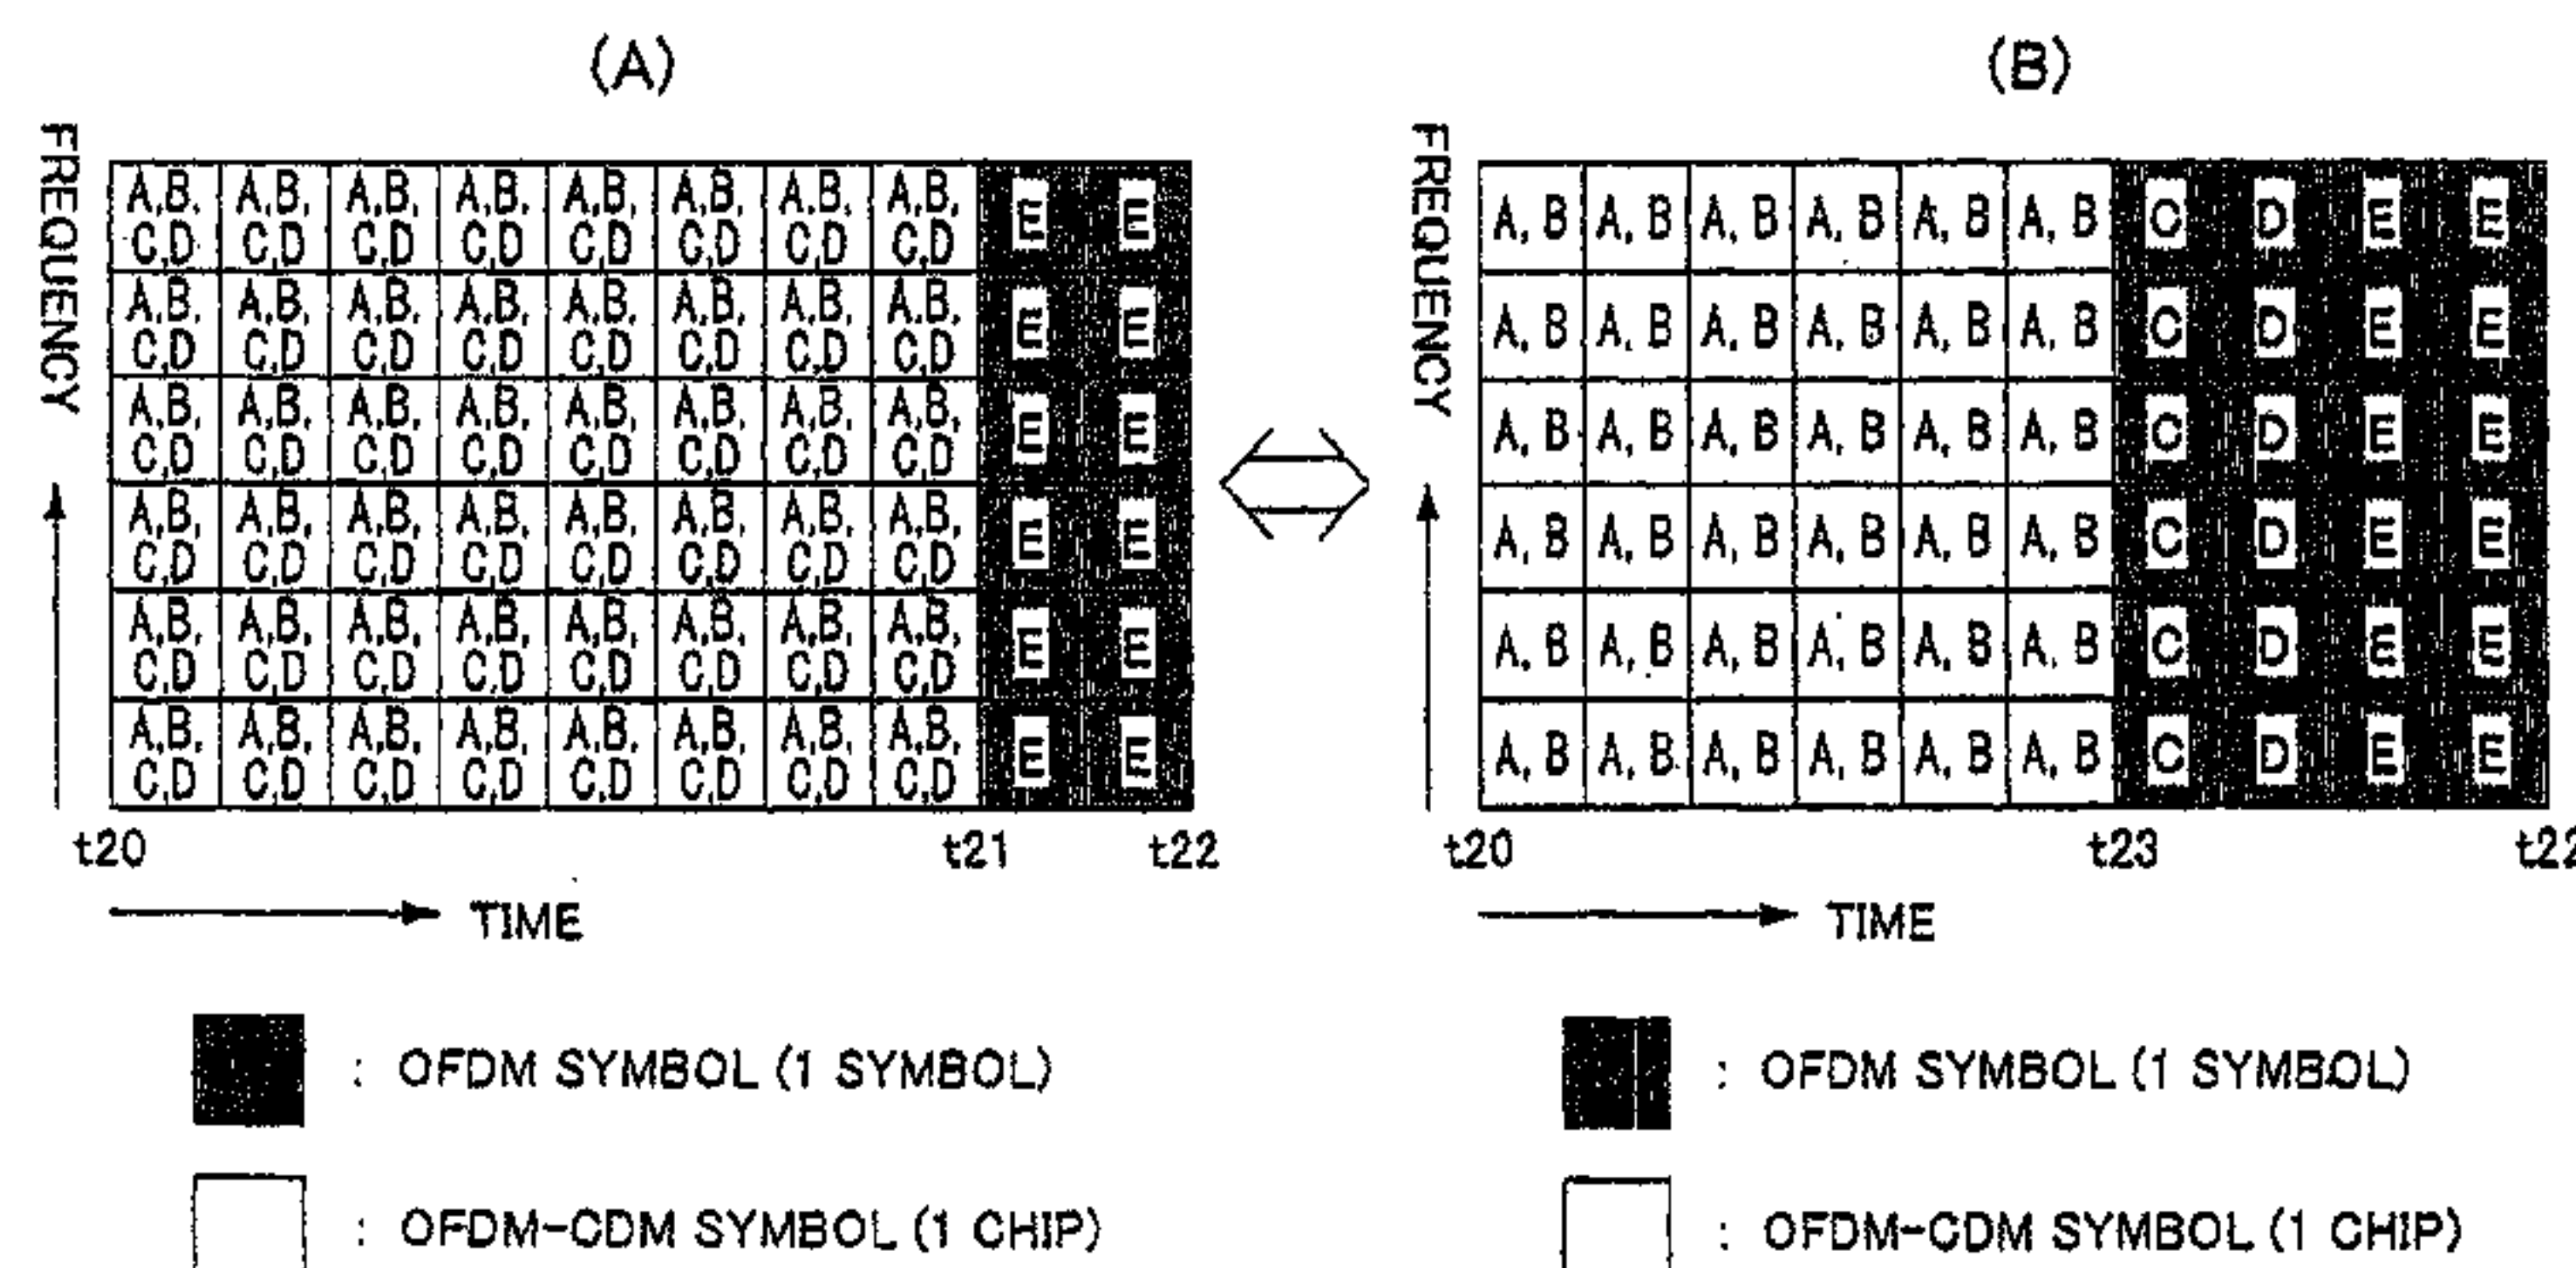 (A)
FREQUENCY
A,B, A,B, A,B, A,B, A,B, A,B, A,B, A,B, E E
C,D C,D C,D C,D C,D C,D C,D C,D
A,B, A,B, A,B, A,B, A,B, A,B, A,B, A,B, E E
C,D C,D C,D C,D C,D C,D C,D C,D
A,B, A,B, A,B, A,B, A,B, A,B, A,B, A,B, E E
C,D C,D C,D C,D C,D C,D C,D C,D
A,B, A,B, A,B, A,B, A,B, A,B, A,B, A,B, E E
C,D C,D C,D C,D C,D C,D C,D C,D
A,B, A,B, A,B, A,B, A,B, A,B, A,B, A,B, E E
C,D C,D C,D C,D C,D C,D C,D C,D
A,B, A,B, A,B, A,B, A,B, A,B, A,B, A,B, E E
C,D C,D C,D C,D C,D C,D C,D C,D
t20 t21 t22
TIME
: OFDM SYMBOL (1 SYMBOL)
: OFDM-CDM SYMBOL (1 CHIP)
(B)
FREQUENCY
A, B A, B A, B A, B A, B A, B C D E E
A, B A, B A, B A, B A, B A, B C D E E
A, B A, B A, B A, B A, B A, B C D E E
A, B A, B A, B A, B A, B A, B C D E E
A, B A, B A, B A, B A, B A, B C D E E
A, B A, B A, B A, B A, B A, B C D E E
t20 t23 t22
TIME
: OFDM SYMBOL (1 SYMBOL)
: OFDM-CDM SYMBOL (1 CHIP)